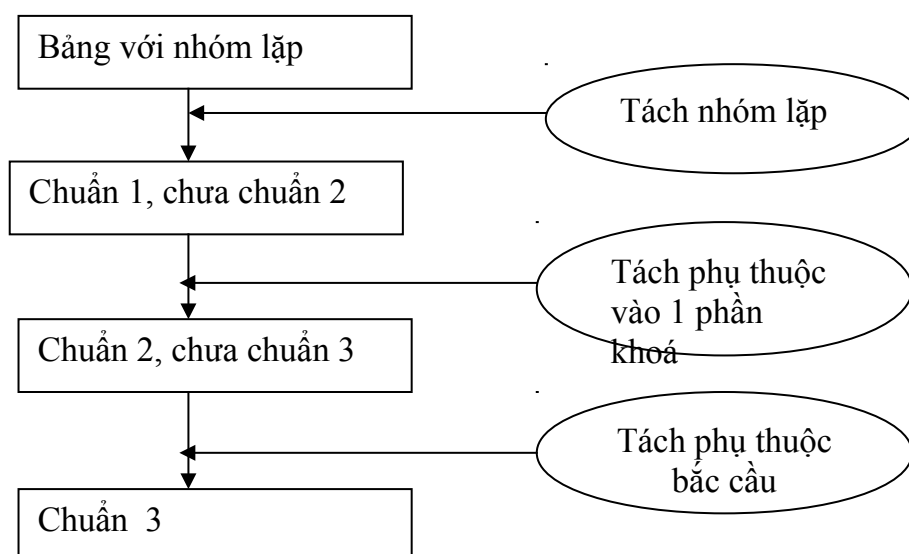 Bảng với nhóm lặp
Tách nhóm lặp
Chuẩn 1, chưa chuẩn 2
Tách phụ thuộc
vào 1 phần
khoá
Chuẩn 2, chưa chuẩn 3
Tách phụ thuộc
bắc cầu
Chuẩn 3